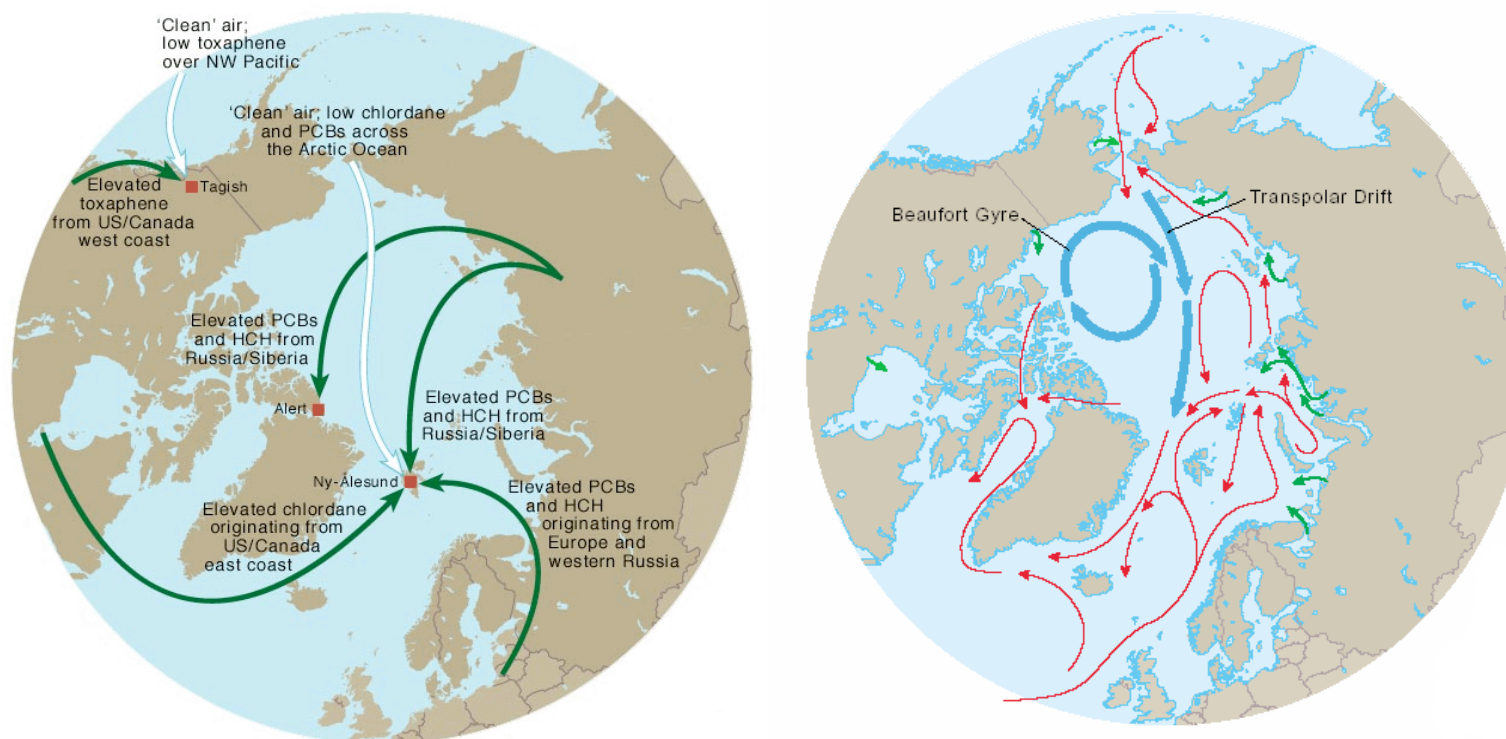 ‘Clean’ air;
low toxaphene
over NW Pacific
‘Clean’ air; low chlordane
and PCBs across
the Arctic Ocean
Elevated
toxaphene
from US/Canada
west coast
Tagish
Elevated PCBs
and HCH from
Russia/Siberia
Alert
Elevated PCBs
and HCH from
Russia/Siberia
Ny-Ålesund
Elevated chlordane
originating from
US/Canada
east coast
Elevated PCBs
and HCH
originating from
Europe and
western Russia
Beaufort Gyre
Transpolar Drift